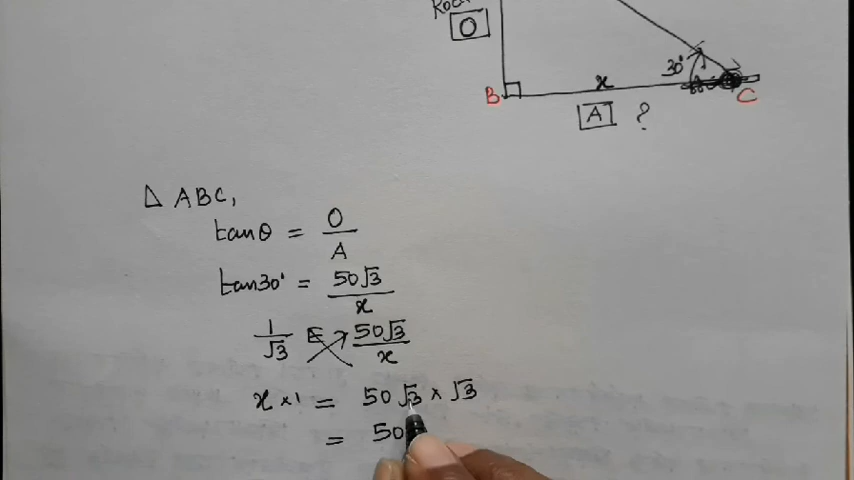 O
30°
B
x
C
A
?
Δ ABC,
tanθ = O/A
tan30° = 50√3/x
1/√3 = 50√3/x
x × 1 = 50√3 × √3
= 50